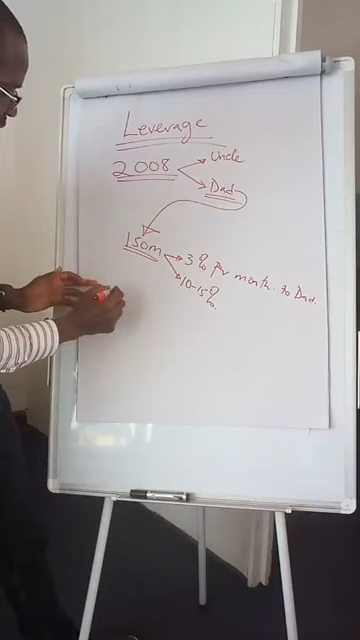 Leverage
2008 Uncle
Dad
150m 3% per month. to Dad.
10-15%